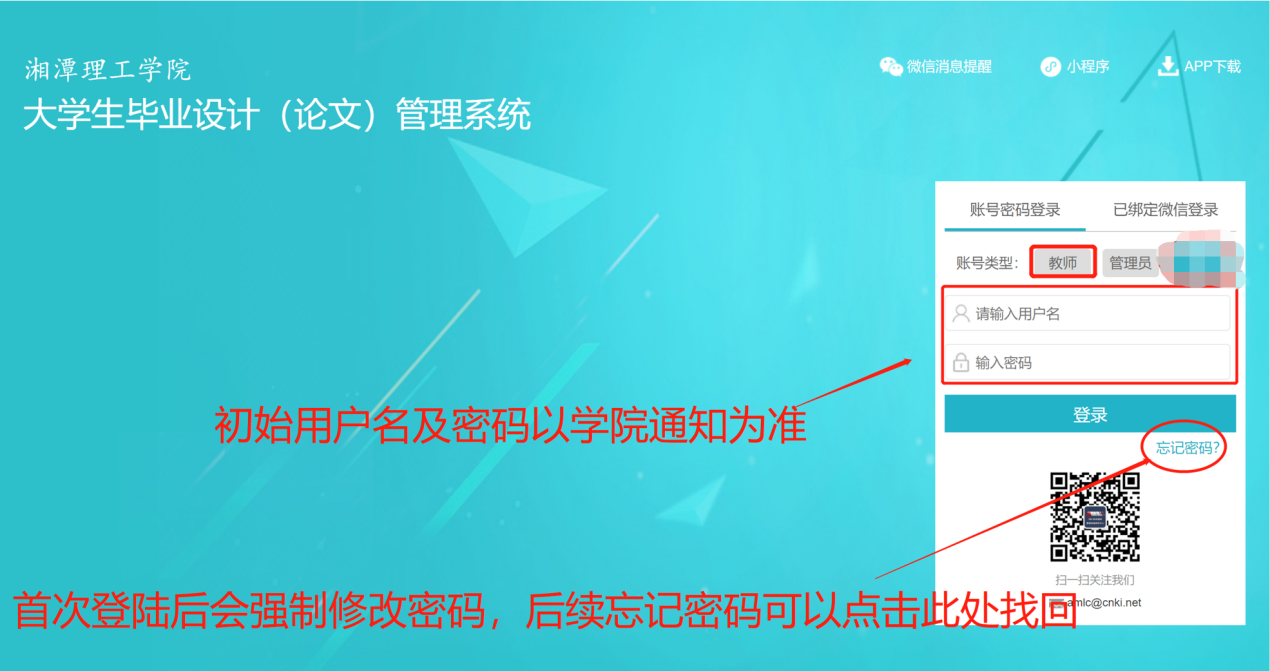 湘潭理工学院
大学生毕业设计（论文）管理系统
微信消息提醒
小程序
APP下载
账号密码登录
已绑定微信登录
账号类型：
教师
管理员
请输入用户名
输入密码
初始用户名及密码以学院通知为准
登录
忘记密码?
扫一扫关注我们
amlc@cnki.net
首次登陆后会强制修改密码，后续忘记密码可以点击此处找回